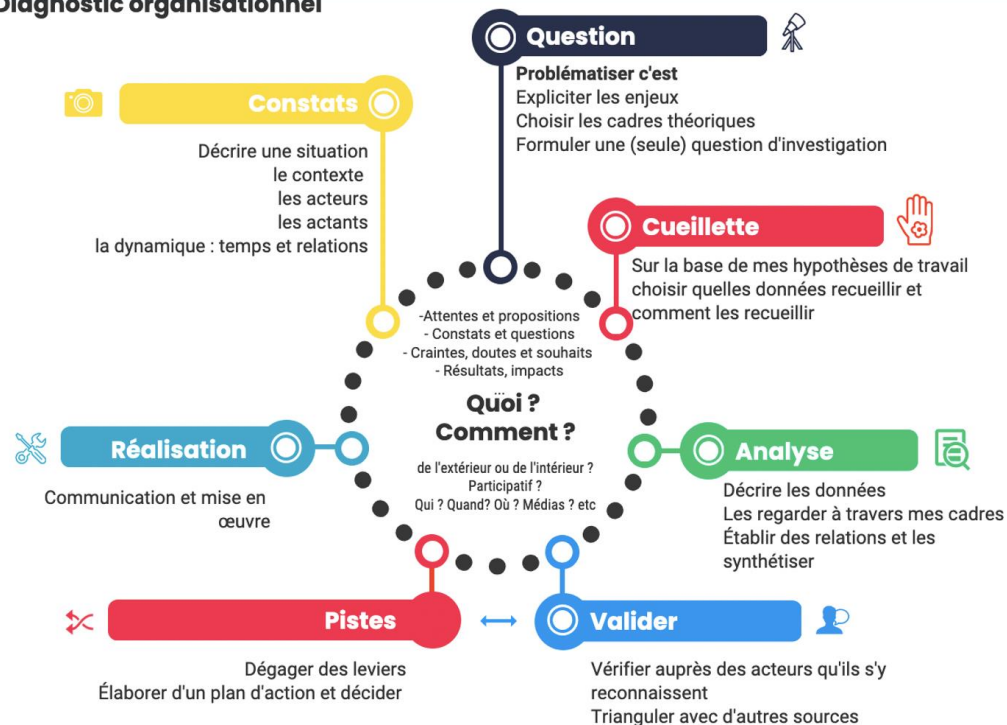 Diagnostic organisationnel
Question
Problématiser c'est
Expliciter les enjeux
Choisir les cadres théoriques
Formuler une (seule) question d'investigation
Constats
Décrire une situation
le contexte
les acteurs
les actants
la dynamique : temps et relations
Cueillette
Sur la base de mes hypothèses de travail
choisir quelles données recueillir et
comment les recueillir
-Attentes et propositions
- Constats et questions
- Craintes, doutes et souhaits
- Résultats, impacts
...
Quoi ?
Comment ?
de l'extérieur ou de l'intérieur ?
Participatif ?
Qui ? Quand? Où ? Médias ? etc
Réalisation
Communication et mise en
œuvre
Analyse
Décrire les données
Les regarder à travers mes cadres
Établir des relations et les
synthétiser
Pistes
Dégager des leviers
Élaborer d'un plan d'action et décider
Valider
Vérifier auprès des acteurs qu'ils s'y
reconnaissent
Trianguler avec d'autres sources